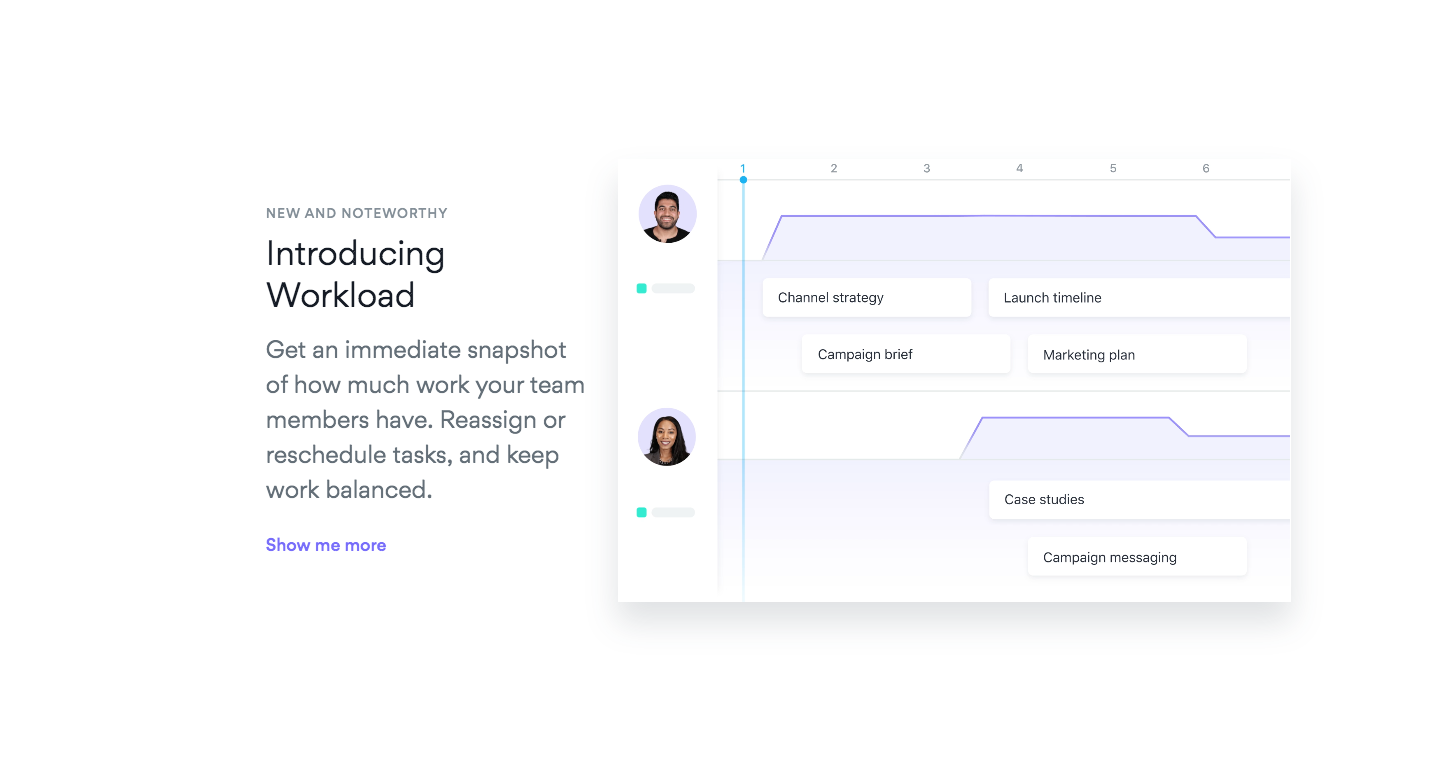 NEW AND NOTEWORTHY
Introducing
Workload
Get an immediate snapshot
of how much work your team
members have. Reassign or
reschedule tasks, and keep
work balanced.
Show me more
1 2 3 4 5 6
Channel strategy
Launch timeline
Campaign brief
Marketing plan
Case studies
Campaign messaging